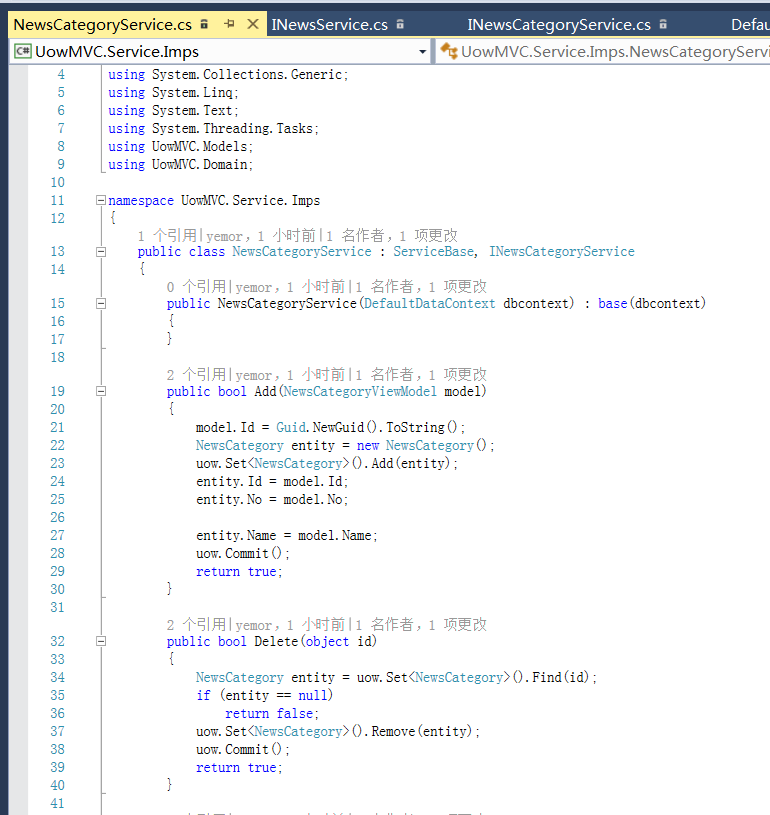 NewsCategoryService.cs INewsService.cs INewsCategoryService.cs Defau
C# UowMVC.Service.Imps UowMVC.Service.Imps.NewsCategoryServi
4 using System.Collections.Generic;
5 using System.Linq;
6 using System.Text;
7 using System.Threading.Tasks;
8 using UowMVC.Models;
9 using UowMVC.Domain;
10
11 namespace UowMVC.Service.Imps
12 {
1 个引用|yemor，1 小时前|1 名作者，1 项更改
13 public class NewsCategoryService : ServiceBase, INewsCategoryService
14 {
0 个引用|yemor，1 小时前|1 名作者，1 项更改
15 public NewsCategoryService(DefaultDataContext dbcontext) : base(dbcontext)
16 {
17 }
18
2 个引用|yemor，1 小时前|1 名作者，1 项更改
19 public bool Add(NewsCategoryViewModel model)
20 {
21 model.Id = Guid.NewGuid().ToString();
22 NewsCategory entity = new NewsCategory();
23 uow.Set<NewsCategory>().Add(entity);
24 entity.Id = model.Id;
25 entity.No = model.No;
26
27 entity.Name = model.Name;
28 uow.Commit();
29 return true;
30 }
31
2 个引用|yemor，1 小时前|1 名作者，1 项更改
32 public bool Delete(object id)
33 {
34 NewsCategory entity = uow.Set<NewsCategory>().Find(id);
35 if (entity == null)
36 return false;
37 uow.Set<NewsCategory>().Remove(entity);
38 uow.Commit();
39 return true;
40 }
41